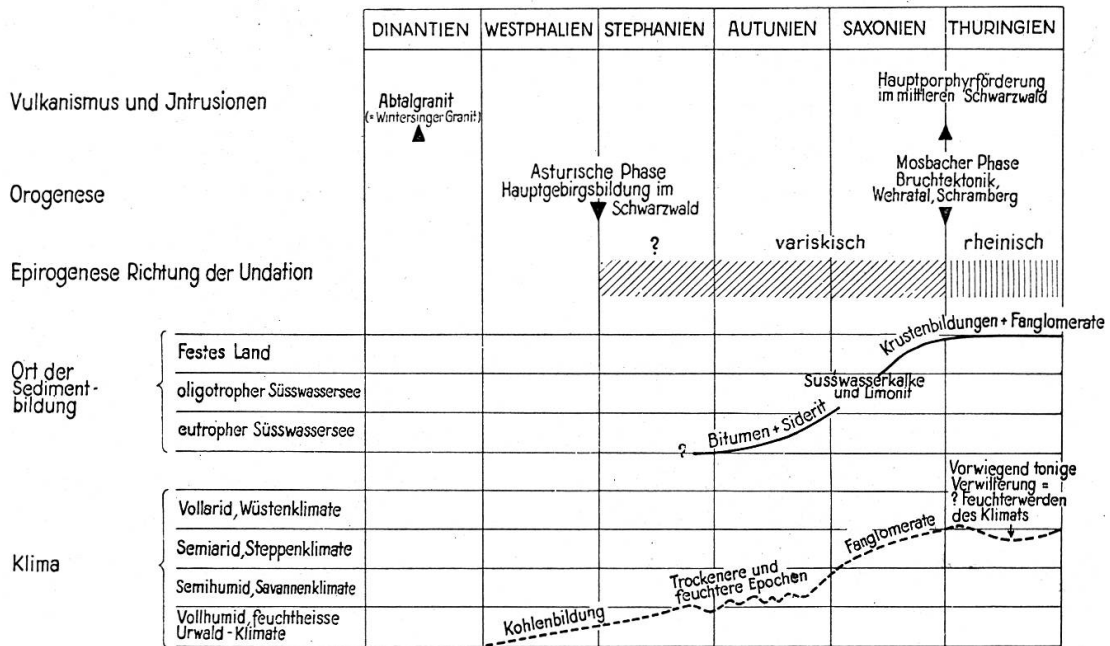 DINANTIEN WESTPHALIEN STEPHANIEN AUTUNIEN SAXONIEN THURINGIEN
Vulkanismus und Jntrusionen
Abtalgranit
(= Wintersinger Granit)
Hauptporphyrförderung
im mittleren Schwarzwald
Orogenese
Asturische Phase
Hauptgebirgsbildung im
Schwarzwald
Mosbacher Phase
Bruchtektonik,
Wehratal, Schramberg
Epirogenese Richtung der Undation
?
variskisch
rheinisch
Ort der
Sediment-
bildung
Festes Land
oligotropher Süsswassersee
eutropher Süsswassersee
Krustenbildungen + Fanglomerate
Süsswasserkalke
und Limonit
? Bitumen + Siderit
Klima
Vollarid, Wüstenklimate
Semiarid, Steppenklimate
Semihumid, Savannenklimate
Vollhumid, feuchtheisse
Urwald - Klimate
Vorwiegend tonige
Verwitterung =
? Feuchterwerden
des Klimats
Fanglomerate
Trockenere und
feuchtere Epochen
Kohlenbildung